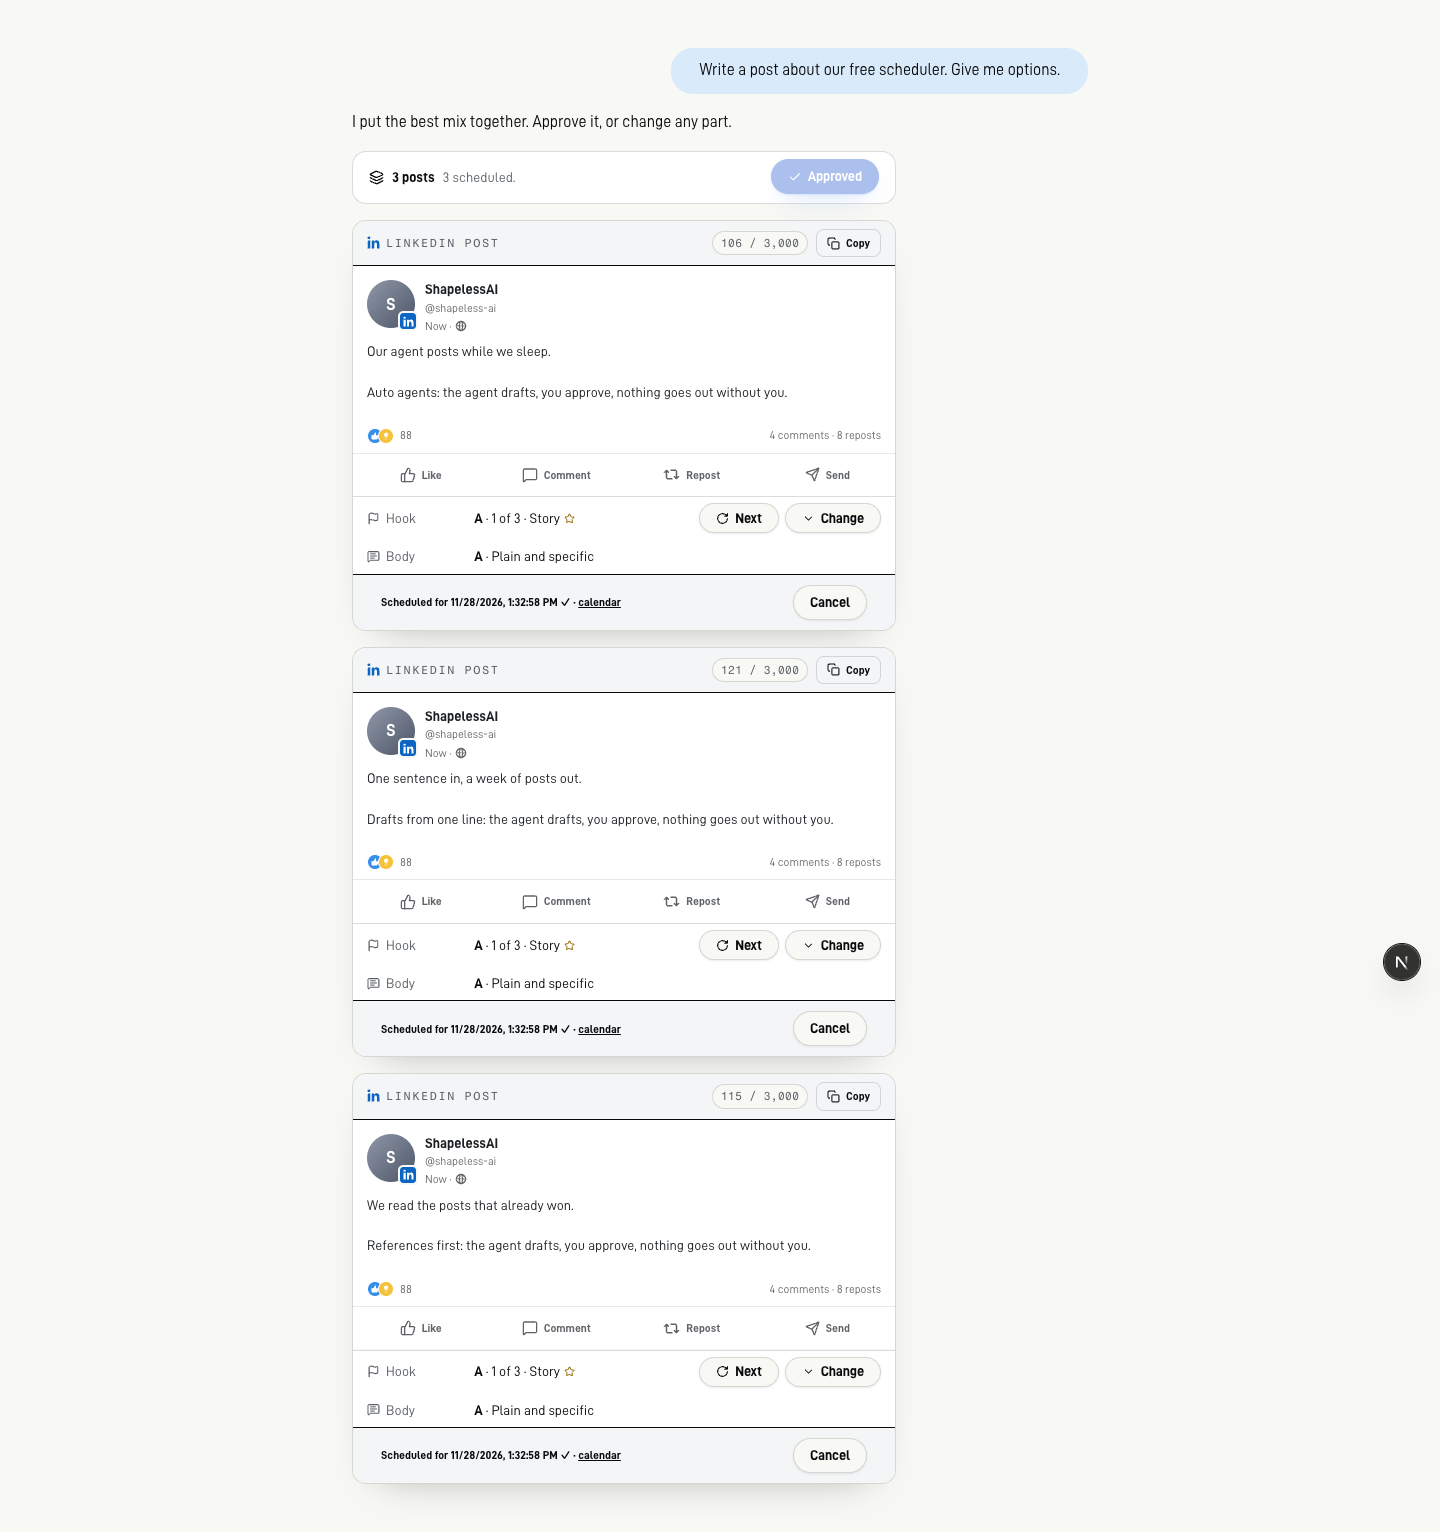 Write a post about our free scheduler. Give me options.
I put the best mix together. Approve it, or change any part.
3 posts 3 scheduled. Approved
in LINKEDIN POST 106 / 3,000 Copy
S in ShapelessAI
@shapeless-ai
Now ·
Our agent posts while we sleep.
Auto agents: the agent drafts, you approve, nothing goes out without you.
88 4 comments · 8 reposts
Like Comment Repost Send
Hook A · 1 of 3 · Story Next Change
Body A · Plain and specific
Scheduled for 11/28/2026, 1:32:58 PM ✓ · calendar Cancel
in LINKEDIN POST 121 / 3,000 Copy
S in ShapelessAI
@shapeless-ai
Now ·
One sentence in, a week of posts out.
Drafts from one line: the agent drafts, you approve, nothing goes out without you.
88 4 comments · 8 reposts
Like Comment Repost Send
Hook A · 1 of 3 · Story Next Change
Body A · Plain and specific
Scheduled for 11/28/2026, 1:32:58 PM ✓ · calendar Cancel
in LINKEDIN POST 115 / 3,000 Copy
S in ShapelessAI
@shapeless-ai
Now ·
We read the posts that already won.
References first: the agent drafts, you approve, nothing goes out without you.
88 4 comments · 8 reposts
Like Comment Repost Send
Hook A · 1 of 3 · Story Next Change
Body A · Plain and specific
Scheduled for 11/28/2026, 1:32:58 PM ✓ · calendar Cancel
N